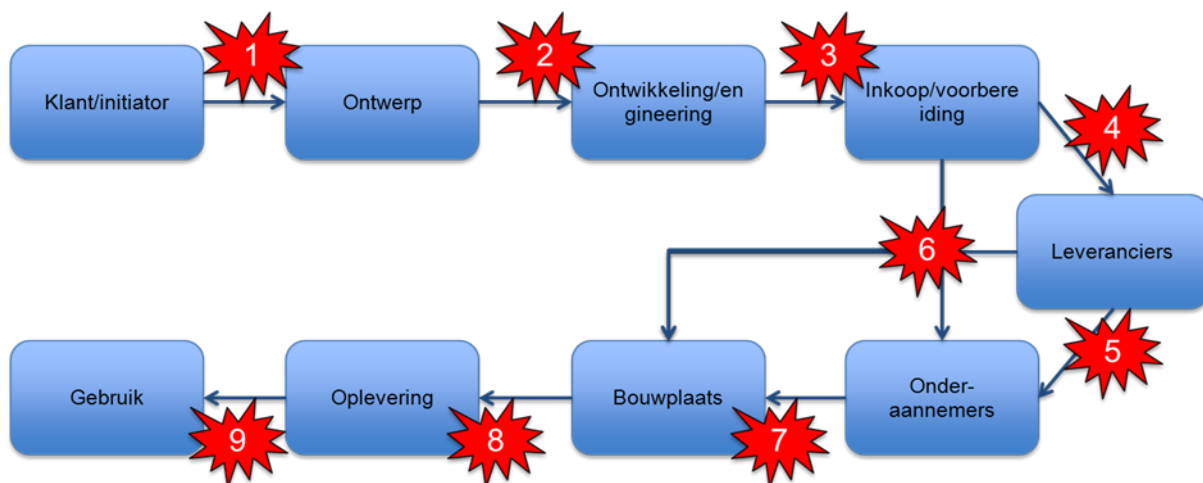 1
2
3
Klant/initiator
Ontwerp
Ontwikkeling/en
gineering
Inkoop/voorbere
iding
4
6
Leveranciers
5
Gebruik
Oplevering
Bouwplaats
Onder-
aannemers
9
8
7